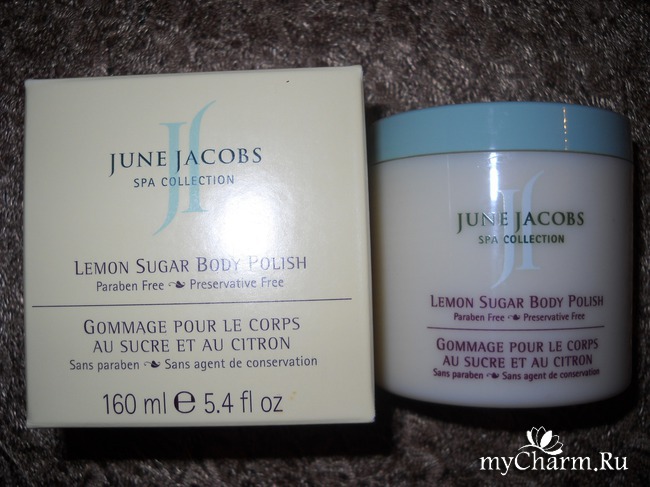 JUNE JACOBS
SPA COLLECTION
LEMON SUGAR BODY POLISH
Paraben Free Preservative Free
GOMMAGE POUR LE CORPS
AU SUCRE ET AU CITRON
Sans paraben Sans agent de conservation
160 ml ℮ 5.4 fl oz
JUNE JACOBS
SPA COLLECTION
LEMON SUGAR BODY POLISH
Paraben Free Preservative Free
GOMMAGE POUR LE CORPS
AU SUCRE ET AU CITRON
Sans paraben Sans agent de conservation
myCharm.Ru